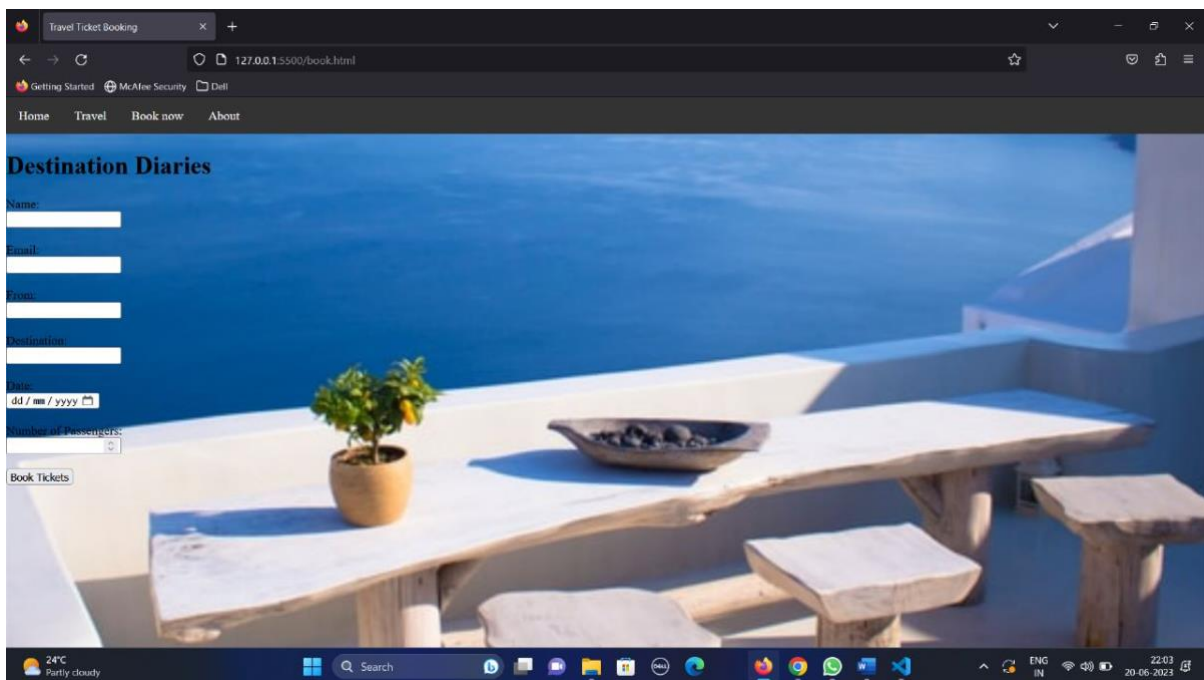 Travel Ticket Booking
127.0.0.1:5500/book.html
Getting Started McAfee Security Dell
Home Travel Book now About
Destination Diaries
Name:
Email:
From:
Destination:
Date:
dd / mm / yyyy
Number of Passengers:
Book Tickets
24°C
Partly cloudy
Search
DELL
ENG
IN
22:03
20-06-2023